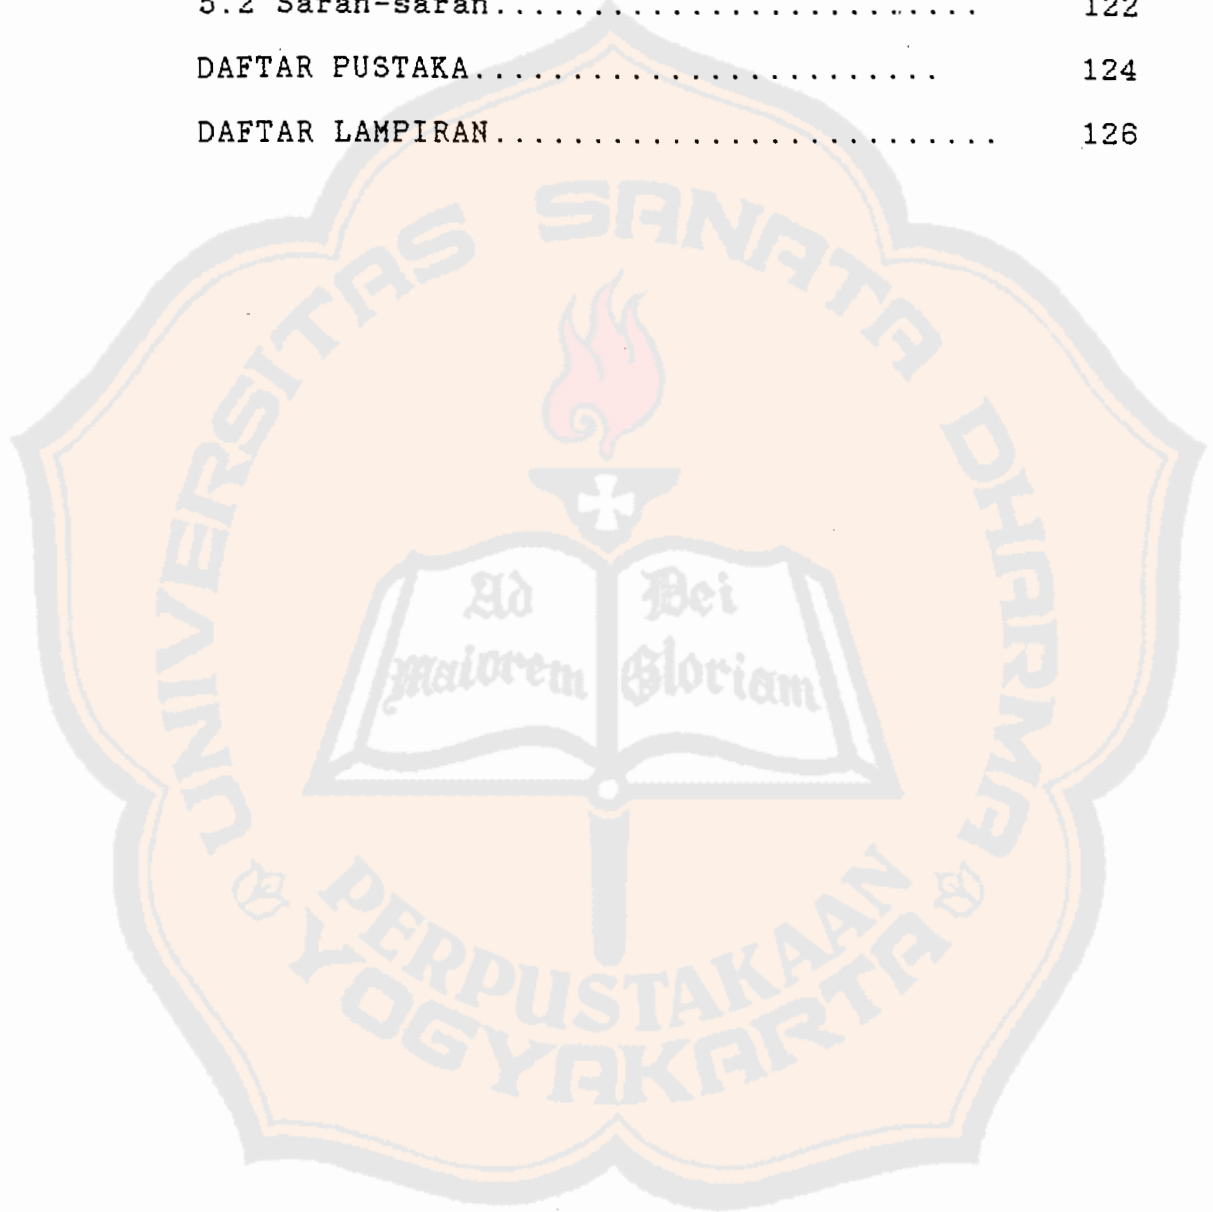 5.2 Saran-saran......................... 122
DAFTAR PUSTAKA........................ 124
DAFTAR LAMPIRAN.......................... 126
UNIVERSITAS SANATA DHARMA
Ad Maiorem
Dei Gloriam
PERPUSTAKAAN
YOGYAKARTA